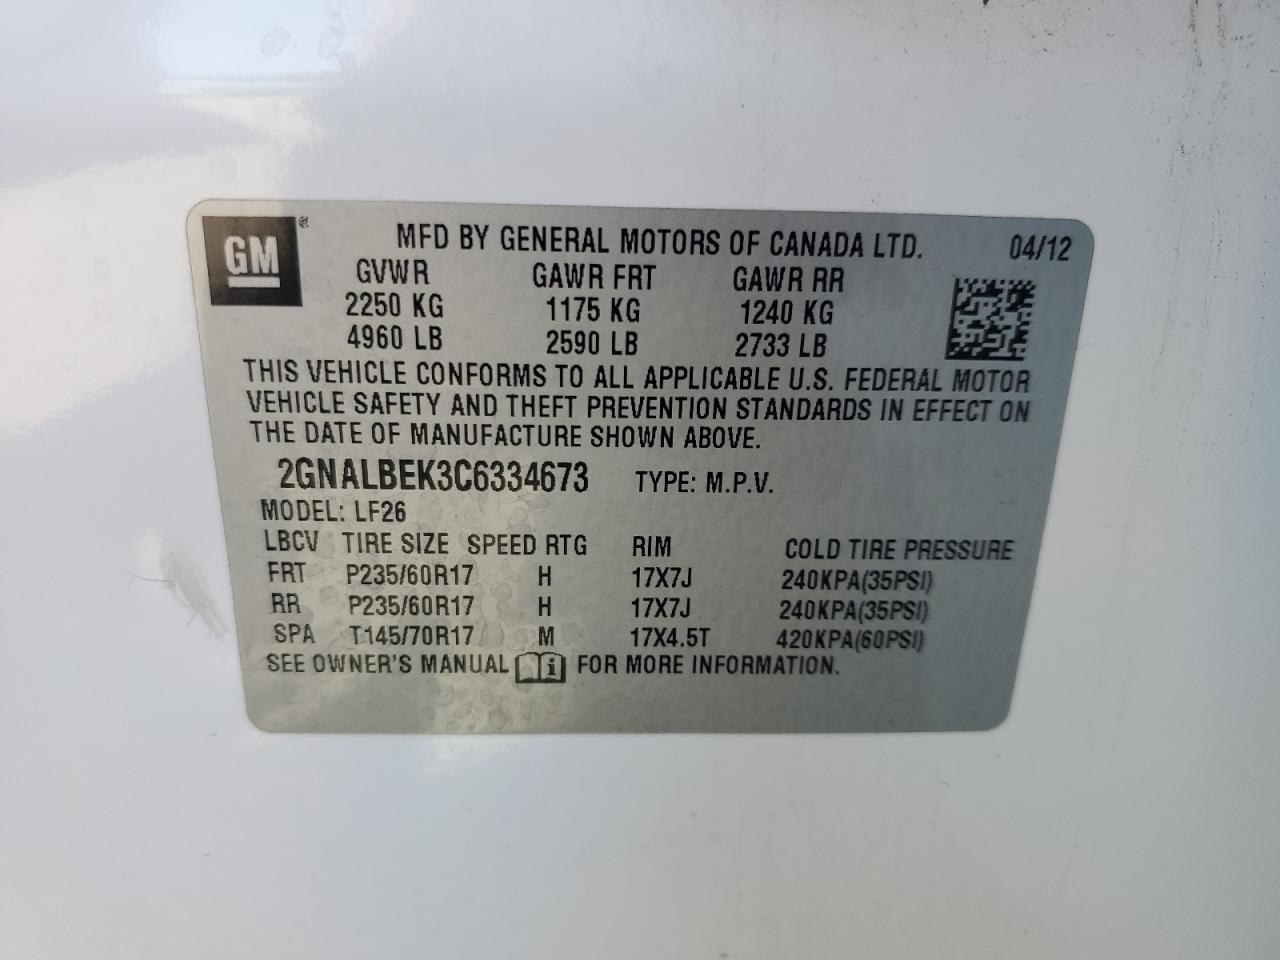 GM ® MFD BY GENERAL MOTORS OF CANADA LTD. 04/12
GVWR GAWR FRT GAWR RR
2250 KG 1175 KG 1240 KG
4960 LB 2590 LB 2733 LB
THIS VEHICLE CONFORMS TO ALL APPLICABLE U.S. FEDERAL MOTOR
VEHICLE SAFETY AND THEFT PREVENTION STANDARDS IN EFFECT ON
THE DATE OF MANUFACTURE SHOWN ABOVE.
2GNALBEK3C6334673 TYPE: M.P.V.
MODEL: LF26
LBCV TIRE SIZE SPEED RTG RIM COLD TIRE PRESSURE
FRT P235/60R17 H 17X7J 240KPA(35PSI)
RR P235/60R17 H 17X7J 240KPA(35PSI)
SPA T145/70R17 M 17X4.5T 420KPA(60PSI)
SEE OWNER'S MANUAL i FOR MORE INFORMATION.